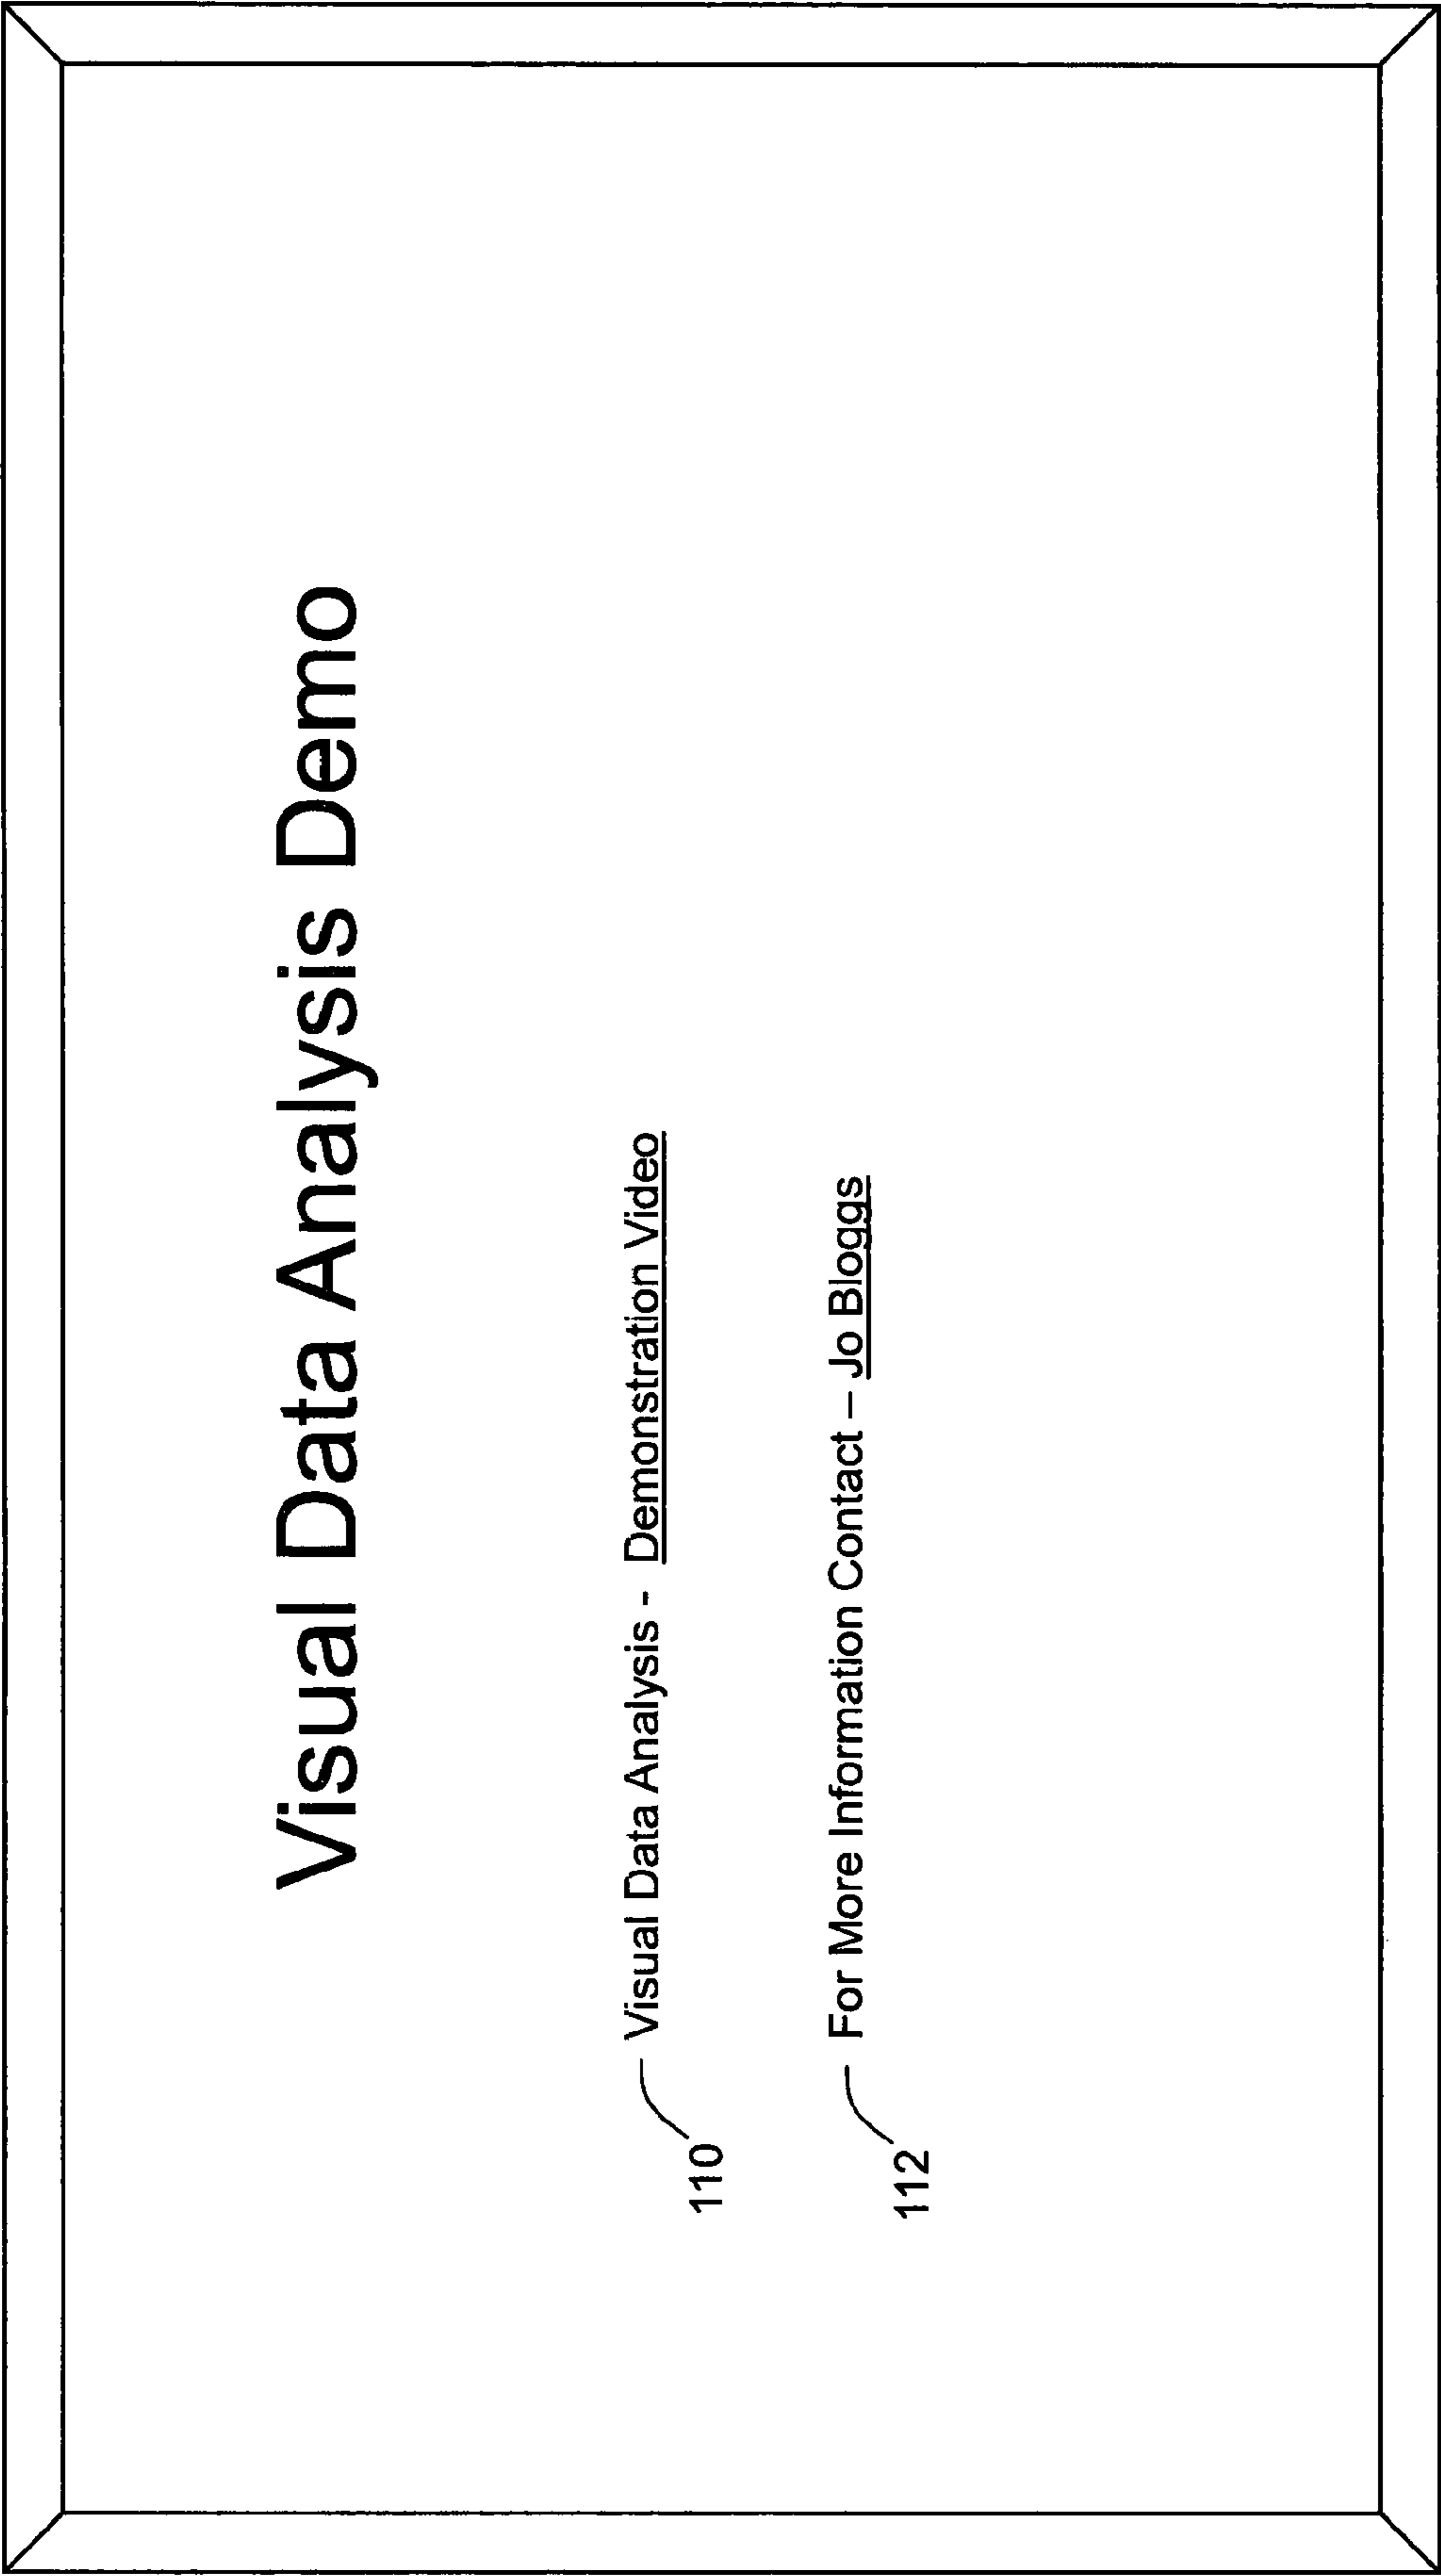 Visual Data Analysis Demo
110 Visual Data Analysis - Demonstration Video
112 For More Information Contact – Jo Bloggs